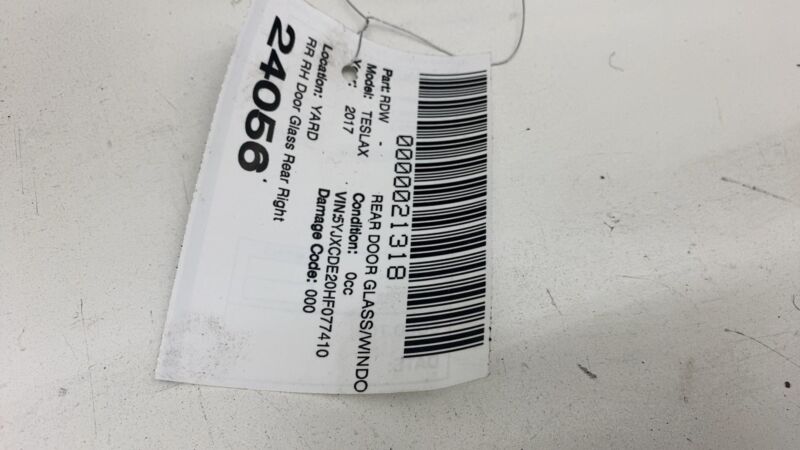 0000021318
Part: RDW - REAR DOOR GLASS/WINDO
Model: TESLAX Condition: 0cc
2017 VIN:5YJXCDE20HF077410
Damage Code: 000
Location: YARD
RR RH Door Glass Rear Right
24056